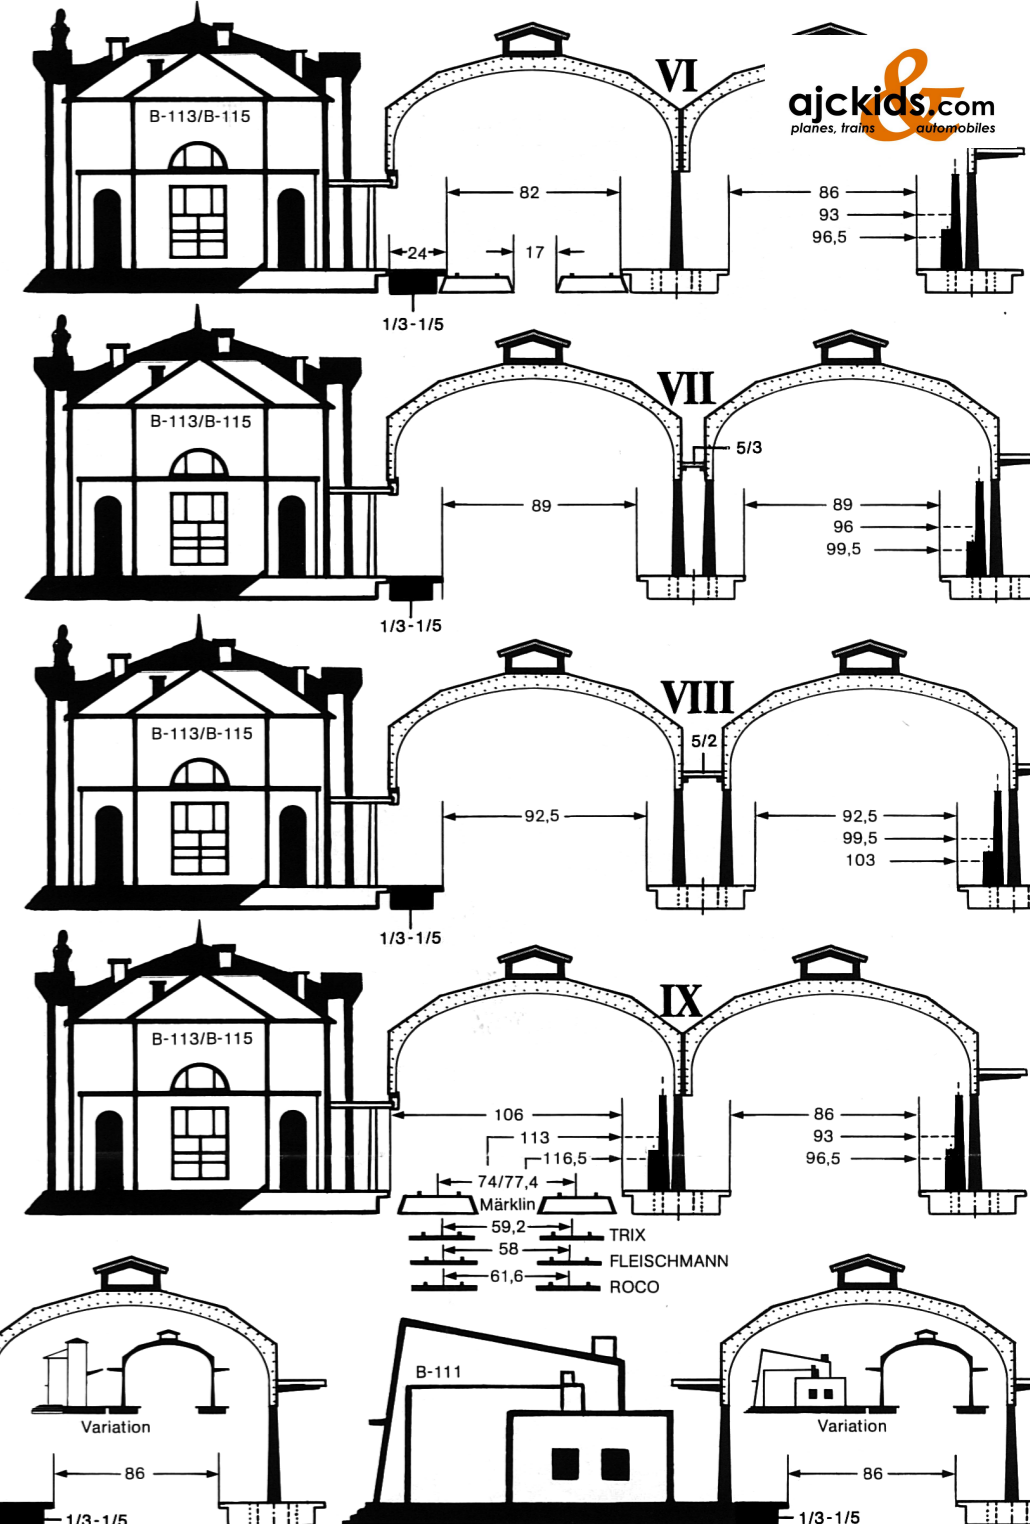 VI
ajckids.com
&
planes, trains automobiles
B-113/B-115
82
86
93
96,5
24
17
1/3-1/5
VII
B-113/B-115
5/3
89
89
96
99,5
1/3-1/5
VIII
B-113/B-115
5/2
92,5
92,5
99,5
103
1/3-1/5
IX
B-113/B-115
106
86
113
93
116,5
96,5
74/77,4
Märklin
59,2
TRIX
58
FLEISCHMANN
61,6
ROCO
B-111
Variation
Variation
86
86
1/3-1/5
1/3-1/5